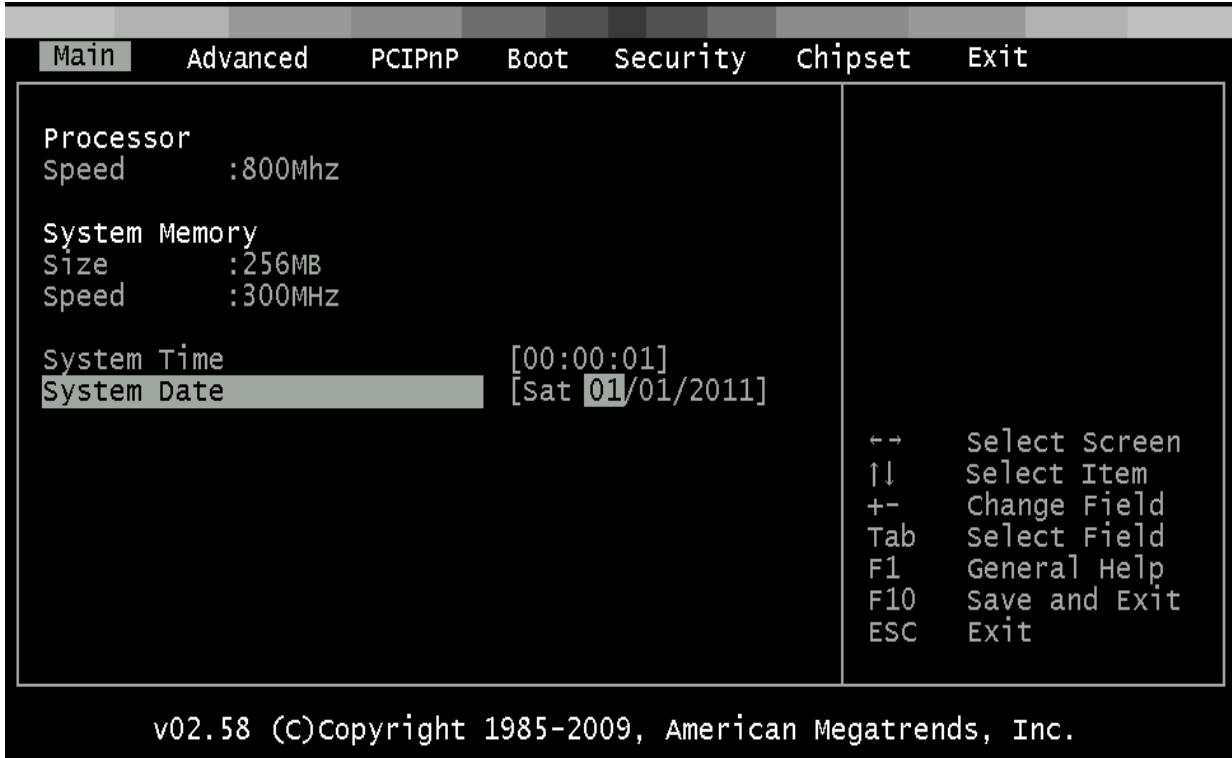 Main Advanced PCIPnP Boot Security Chipset Exit
Processor
Speed :800Mhz
System Memory
Size :256MB
Speed :300MHz
System Time [00:00:01]
System Date [Sat 01/01/2011]
←→ Select Screen
↑↓ Select Item
+- Change Field
Tab Select Field
F1 General Help
F10 Save and Exit
ESC Exit
v02.58 (C)Copyright 1985-2009, American Megatrends, Inc.